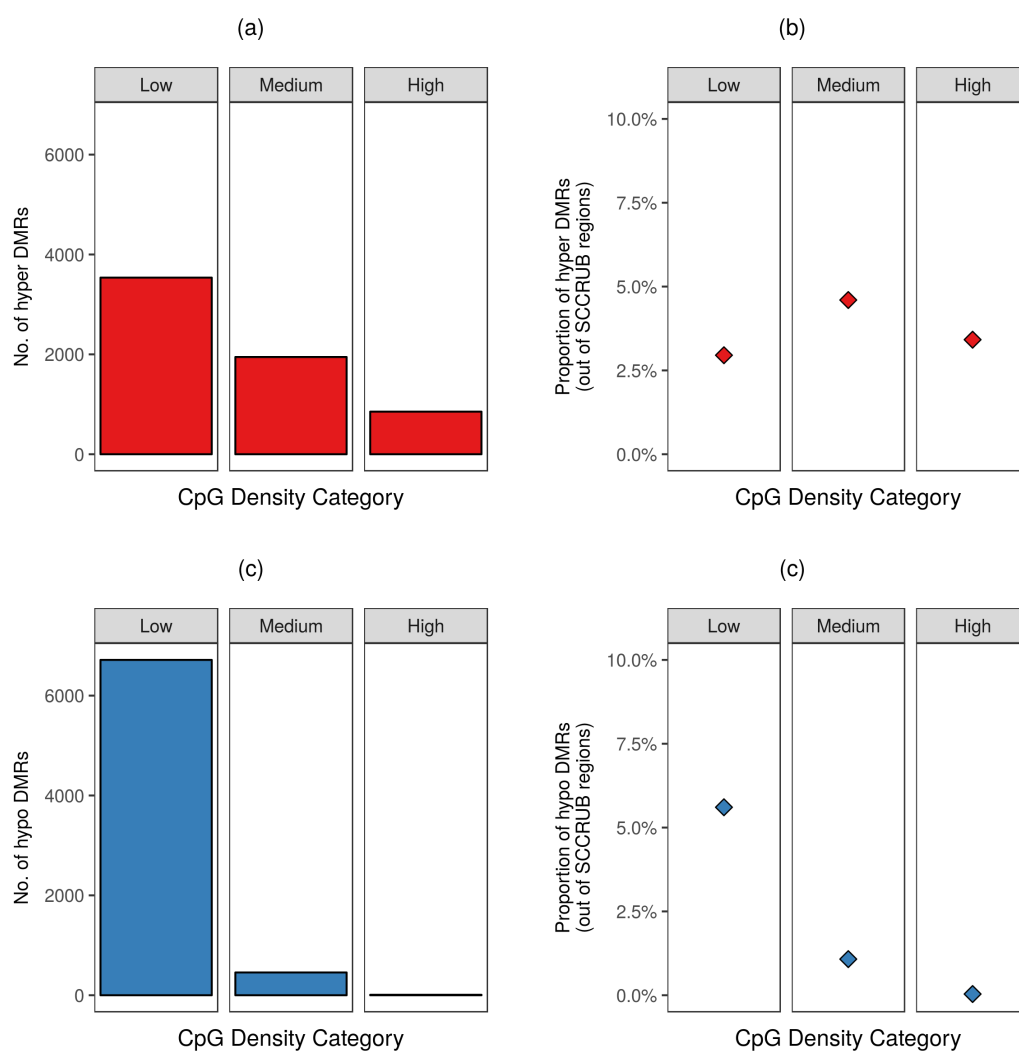 (a)
Low Medium High
No. of hyper DMRs
6000
4000
2000
0
CpG Density Category
(b)
Low Medium High
Proportion of hyper DMRs
(out of SCCRUB regions)
10.0%
7.5%
5.0%
2.5%
0.0%
CpG Density Category
(c)
Low Medium High
No. of hypo DMRs
6000
4000
2000
0
CpG Density Category
(c)
Low Medium High
Proportion of hypo DMRs
(out of SCCRUB regions)
10.0%
7.5%
5.0%
2.5%
0.0%
CpG Density Category